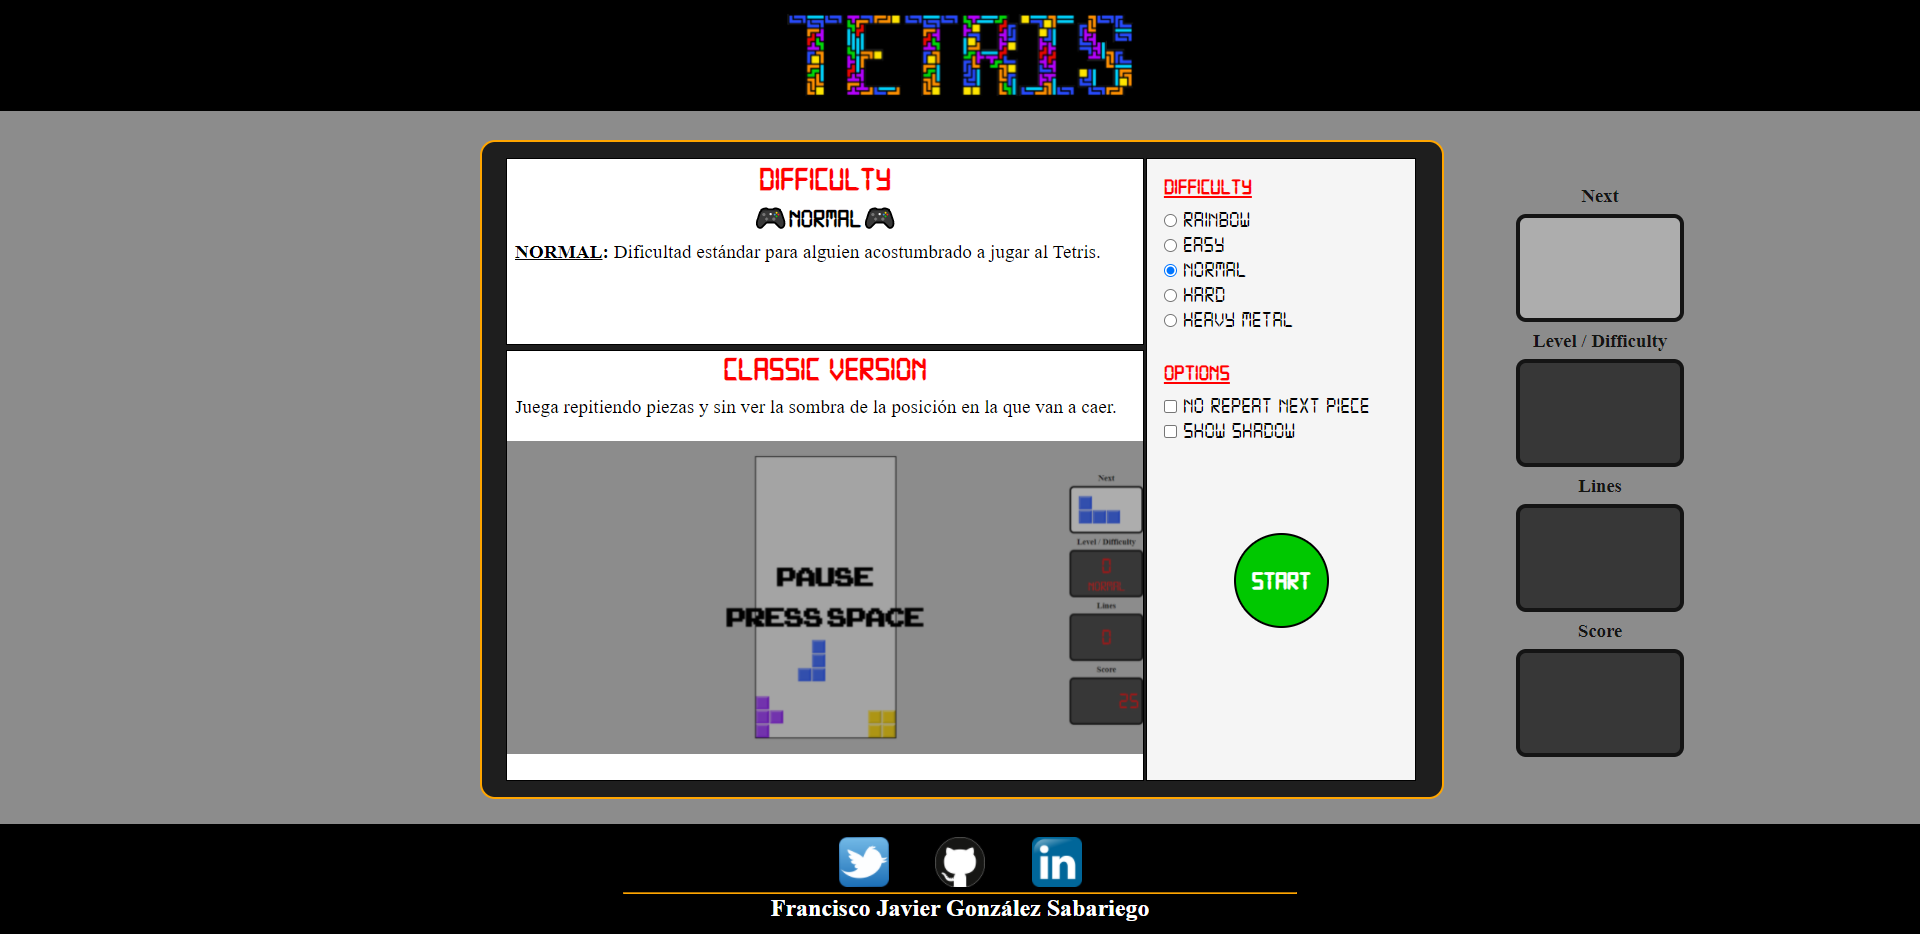 TETRIS
DIFFICULTY
NORMAL
NORMAL: Dificultad estándar para alguien acostumbrado a jugar al Tetris.
CLASSIC VERSION
Juega repitiendo piezas y sin ver la sombra de la posición en la que van a caer.
PAUSE
PRESS SPACE
Next
Level / Difficulty
0
NORMAL
Lines
0
Score
25
DIFFICULTY
RAINBOW
EASY
NORMAL
HARD
HEAVY METAL
OPTIONS
NO REPEAT NEXT PIECE
SHOW SHADOW
START
Next
Level / Difficulty
Lines
Score
in
Francisco Javier González Sabariego